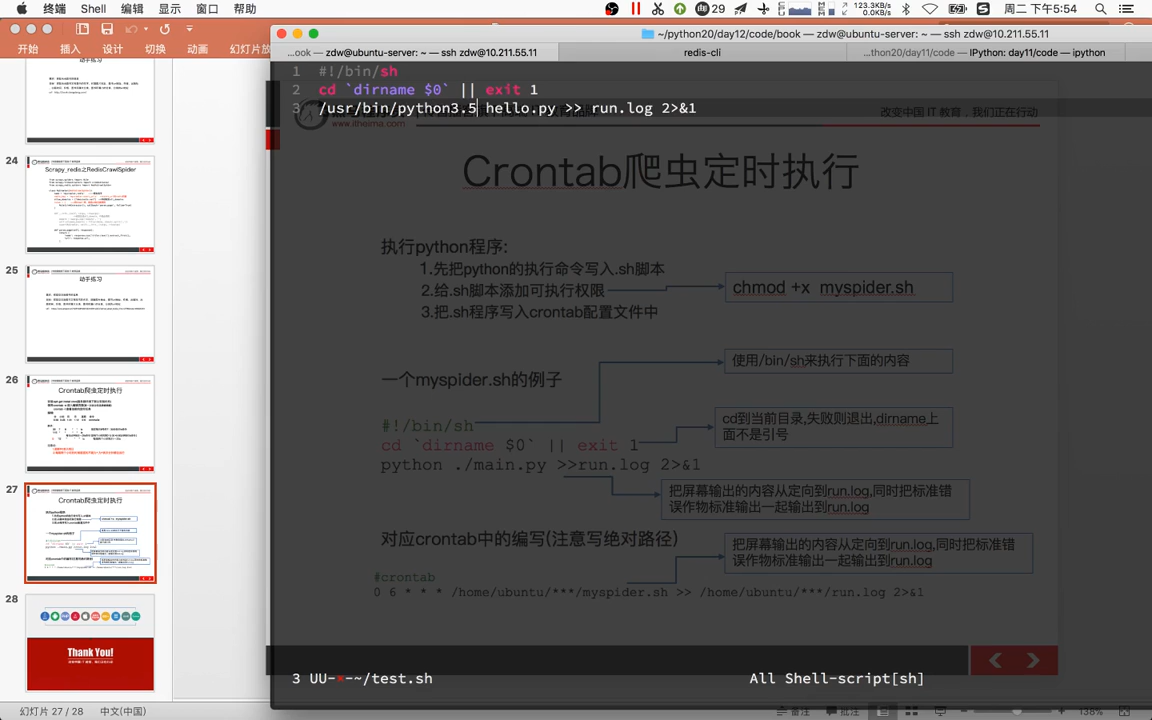 终端 Shell 编辑 显示 窗口 帮助
29
123.3KB/s
0.0KB/s
周二 下午5:54
开始 插入 设计 切换 动画 幻灯片放
~/python20/day12/code/book — zdw@ubuntu-server: ~ — ssh zdw@10.211.55.11
...ook — zdw@ubuntu-server: ~ — ssh zdw@10.211.55.11
redis-cli
...thon20/day11/code — IPython: day11/code — ipython
1 #!/bin/sh
2 cd `dirname $0` || exit 1
3 /usr/bin/python3.5 hello.py >> run.log 2>&1
www.itheima.com
改变中国 IT 教育，我们正在行动
Crontab爬虫定时执行
执行python程序:
1.先把python的执行命令写入.sh脚本
2.给.sh脚本添加可执行权限
chmod +x myspider.sh
3.把.sh程序写入crontab配置文件中
使用/bin/sh来执行下面的内容
一个myspider.sh的例子
#!/bin/sh
cd `dirname $0` || exit 1
python ./main.py >>run.log 2>&1
cd到当前目录,失败则退出,dirname上
面不是引号
把屏幕输出的内容从定向到run.log,同时把标准错
误作物标准输出一起输出到run.log
对应crontab中的编写(注意写绝对路径)
把屏幕输出的内容从定向到run.log,同时把标准错
误作物标准输出一起输出到run.log
#crontab
0 6 * * * /home/ubuntu/***/myspider.sh >> /home/ubuntu/***/run.log 2>&1
3 UU-*-~/test.sh
All Shell-script[sh]
动手练习
24
Scrapy_redis之RedisCrawlSpider
25
动手练习
26
Crontab爬虫定时执行
27
Crontab爬虫定时执行
28
Thank You!
幻灯片 27 / 28
中文(中国)
备注
批注
138%